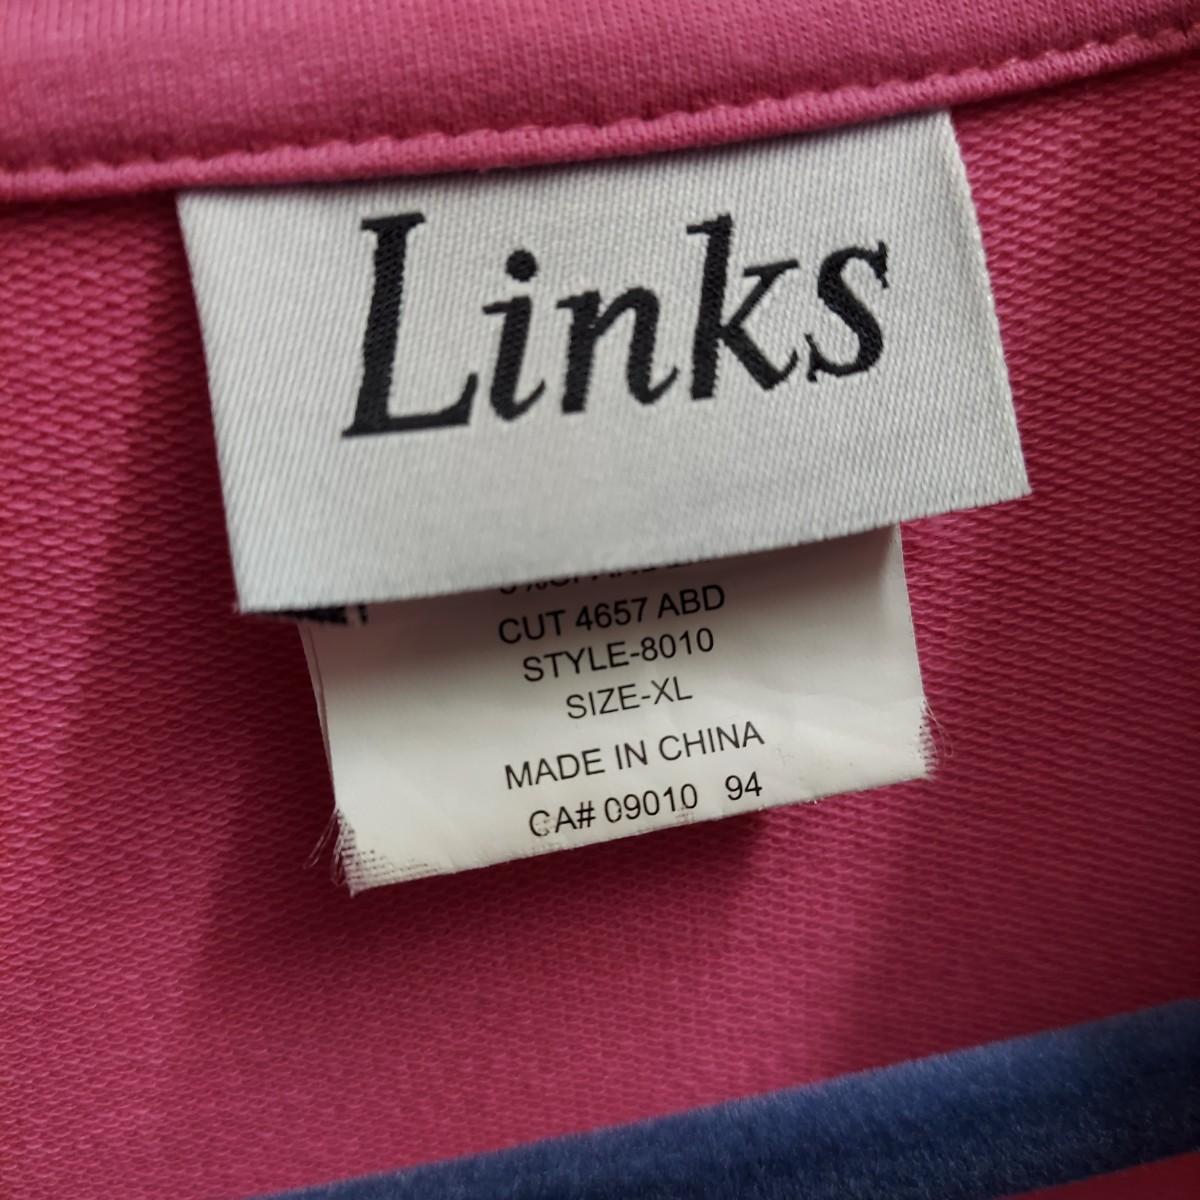 Links
CUT 4657 ABD
STYLE-8010
SIZE-XL
MADE IN CHINA
CA# 09010 94